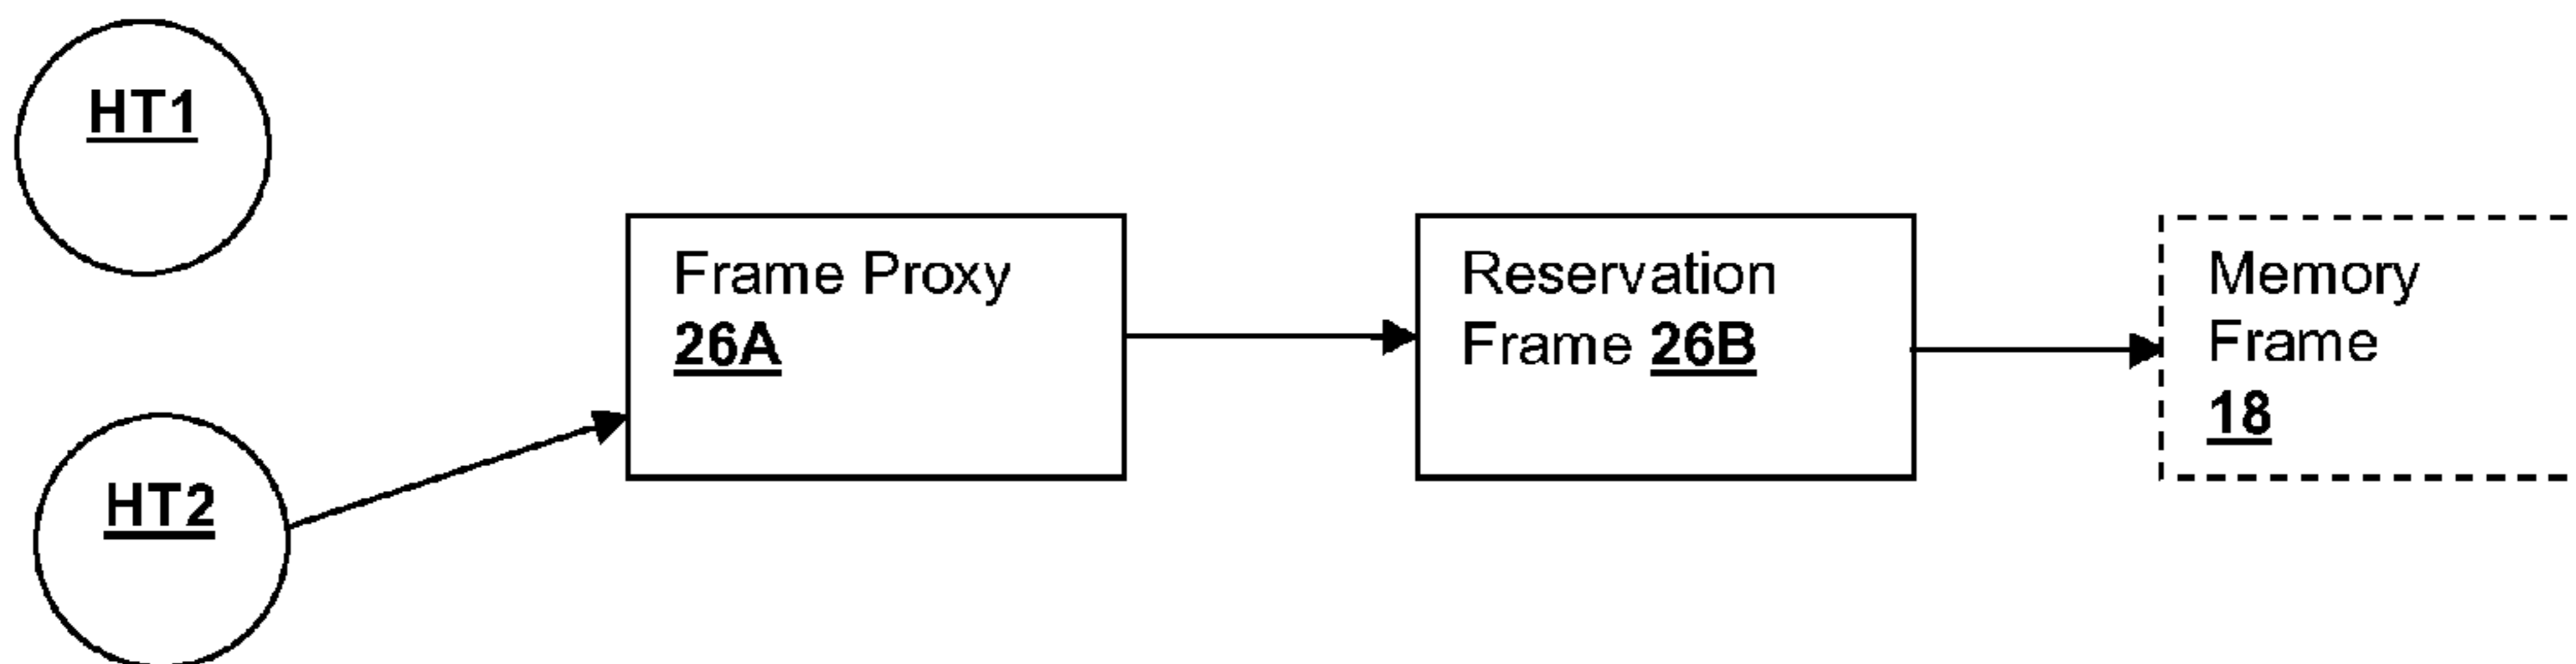 HT1
HT2
Frame Proxy
26A
Reservation
Frame 26B
Memory
Frame
18